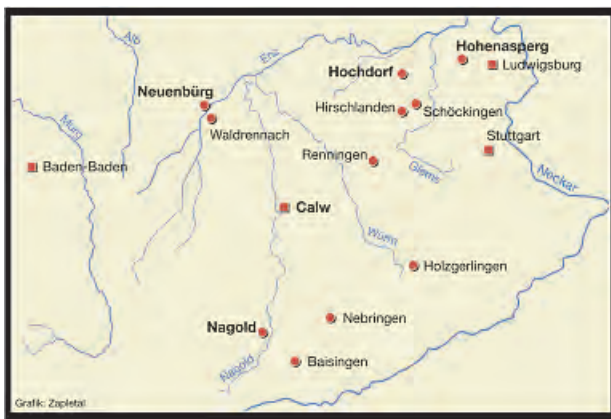 Alb
Enz
Hohenasperg
Ludwigsburg
Hochdorf
Neuenbürg
Hirschlanden
Schöckingen
Waldrennach
Murg
Stuttgart
Renningen
Baden-Baden
Glems
Neckar
Calw
Würm
Holzgerlingen
Nebringen
Nagold
Baisingen
Nagold
Grafik: Zapletal